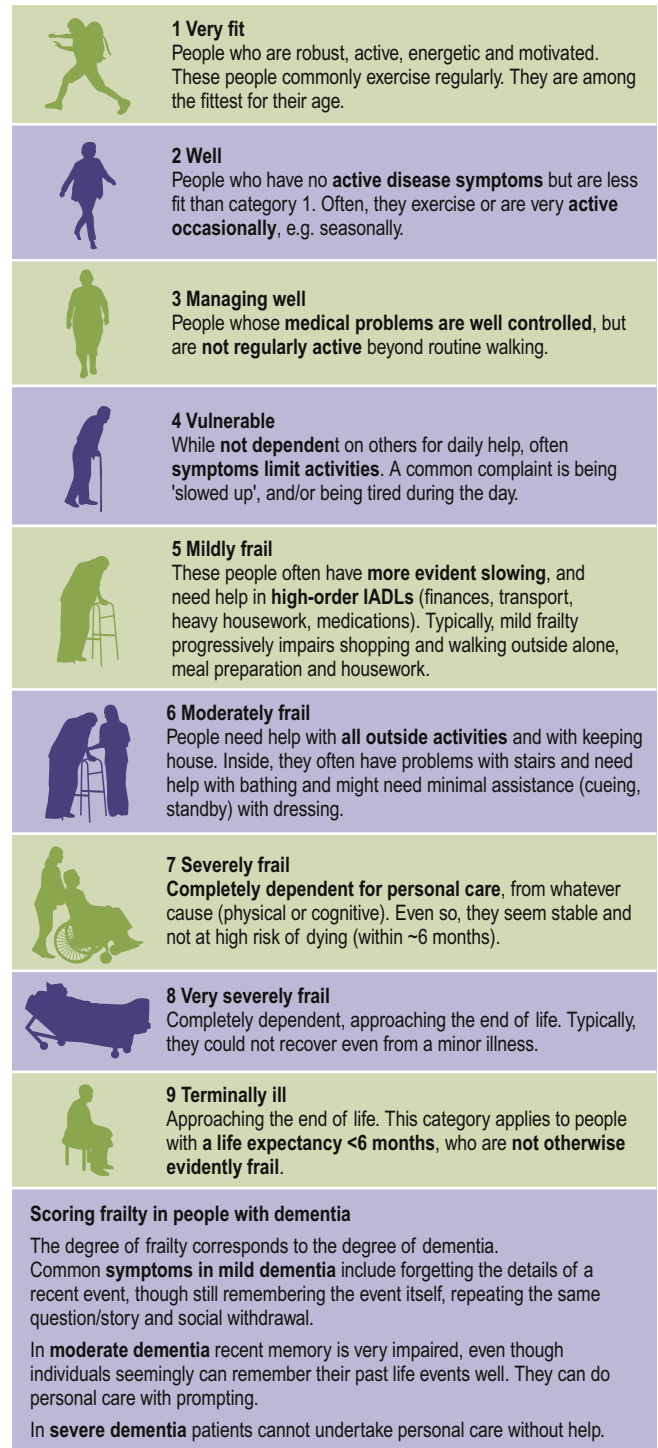 1 Very fit
People who are robust, active, energetic and motivated.
These people commonly exercise regularly. They are among
the fittest for their age.
2 Well
People who have no active disease symptoms but are less
fit than category 1. Often, they exercise or are very active
occasionally, e.g. seasonally.
3 Managing well
People whose medical problems are well controlled, but
are not regularly active beyond routine walking.
4 Vulnerable
While not dependent on others for daily help, often
symptoms limit activities. A common complaint is being
'slowed up', and/or being tired during the day.
5 Mildly frail
These people often have more evident slowing, and
need help in high-order IADLs (finances, transport,
heavy housework, medications). Typically, mild frailty
progressively impairs shopping and walking outside alone,
meal preparation and housework.
6 Moderately frail
People need help with all outside activities and with keeping
house. Inside, they often have problems with stairs and need
help with bathing and might need minimal assistance (cueing,
standby) with dressing.
7 Severely frail
Completely dependent for personal care, from whatever
cause (physical or cognitive). Even so, they seem stable and
not at high risk of dying (within ~6 months).
8 Very severely frail
Completely dependent, approaching the end of life. Typically,
they could not recover even from a minor illness.
9 Terminally ill
Approaching the end of life. This category applies to people
with a life expectancy <6 months, who are not otherwise
evidently frail.
Scoring frailty in people with dementia
The degree of frailty corresponds to the degree of dementia.
Common symptoms in mild dementia include forgetting the details of a
recent event, though still remembering the event itself, repeating the same
question/story and social withdrawal.
In moderate dementia recent memory is very impaired, even though
individuals seemingly can remember their past life events well. They can do
personal care with prompting.
In severe dementia patients cannot undertake personal care without help.